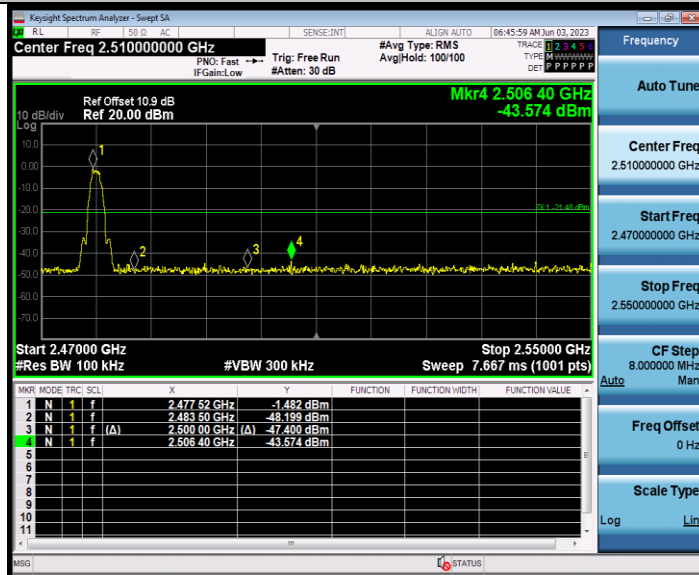 Keysight Spectrum Analyzer - Swept SA
RL RF 50 Ω AC SENSE:INT ALIGN AUTO 06:45:59 AM Jun 03, 2023
Center Freq 2.510000000 GHz
#Avg Type: RMS
TRACE 1 2 3 4 5 6
PNO: Fast Trig: Free Run
Avg|Hold: 100/100
TYPE M WWWWW
IFGain:Low #Atten: 30 dB
DET P P P P P P
Mkr4 2.506 40 GHz
-43.574 dBm
Ref Offset 10.9 dB
10 dB/div Ref 20.00 dBm
Log
10.0
0.00
-10.0
-20.0
-30.0
-40.0
-50.0
-60.0
-70.0
1
2
3
4
DL1 -21.48 dBm
Start 2.47000 GHz Stop 2.55000 GHz
#Res BW 100 kHz #VBW 300 kHz Sweep 7.667 ms (1001 pts)
MKR MODE TRC SCL X Y FUNCTION FUNCTION WIDTH FUNCTION VALUE
1 N 1 f 2.477 52 GHz -1.482 dBm
2 N 1 f 2.483 50 GHz -48.199 dBm
3 N 1 f (Δ) 2.500 00 GHz (Δ) -47.400 dBm
4 N 1 f 2.506 40 GHz -43.574 dBm
5
6
7
8
9
10
11
MSG STATUS
Frequency
Auto Tune
Center Freq
2.510000000 GHz
Start Freq
2.470000000 GHz
Stop Freq
2.550000000 GHz
CF Step
8.000000 MHz
Auto Man
Freq Offset
0 Hz
Scale Type
Log Lin